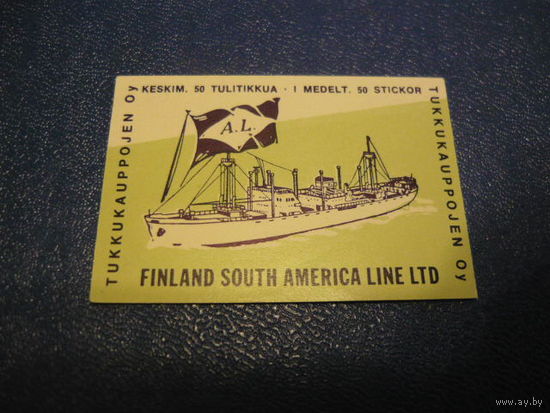 KESKIM. 50 TULITIKKUA · I MEDELT. 50 STICKOR
TUKKUKAUPPOJEN Oy
A.L.
TUKKUKAUPPOJEN Oy
FINLAND SOUTH AMERICA LINE LTD
www.ay.by